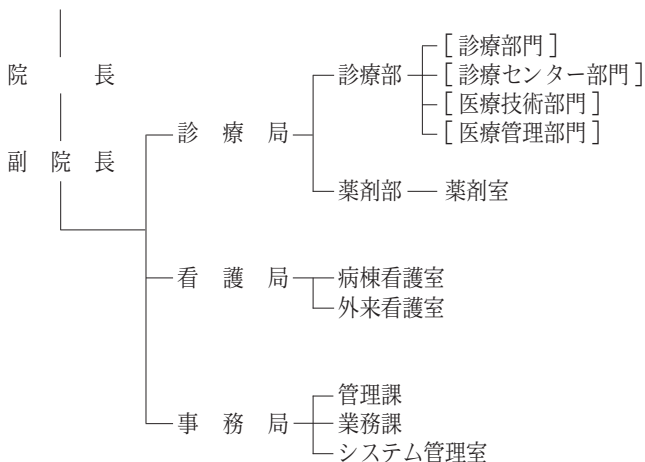 院長
副院長
診療局
診療部
[診療部門]
[診療センター部門]
[医療技術部門]
[医療管理部門]
薬剤部
薬剤室
看護局
病棟看護室
外来看護室
事務局
管理課
業務課
システム管理室